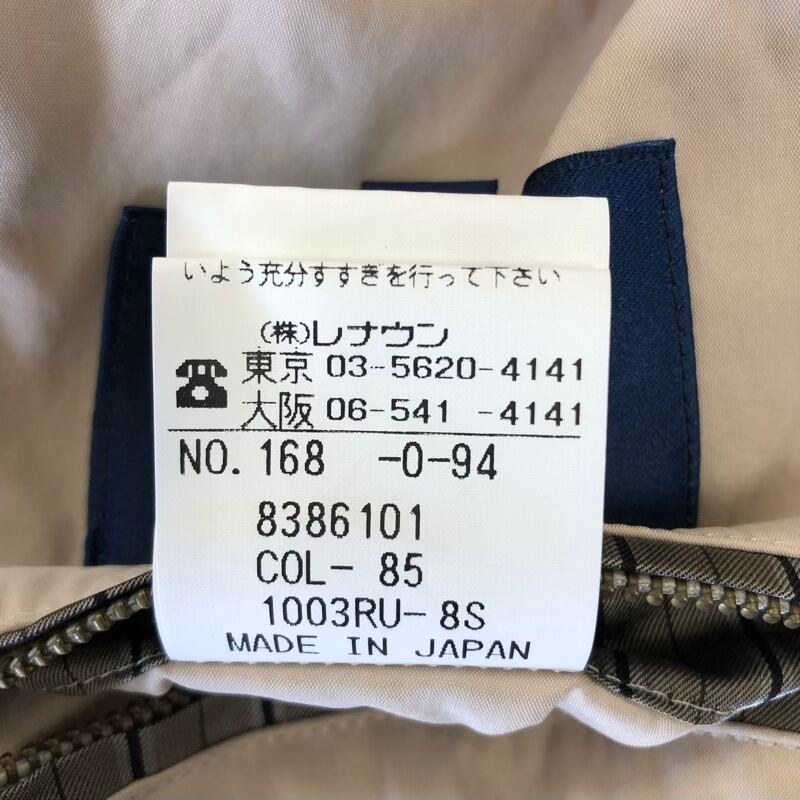 いよう充分すすぎを行って下さい
(株)レナウン
東京 03-5620-4141
大阪 06-541 -4141
NO. 168 -0-94
8386101
COL- 85
1003RU-8S
MADE IN JAPAN